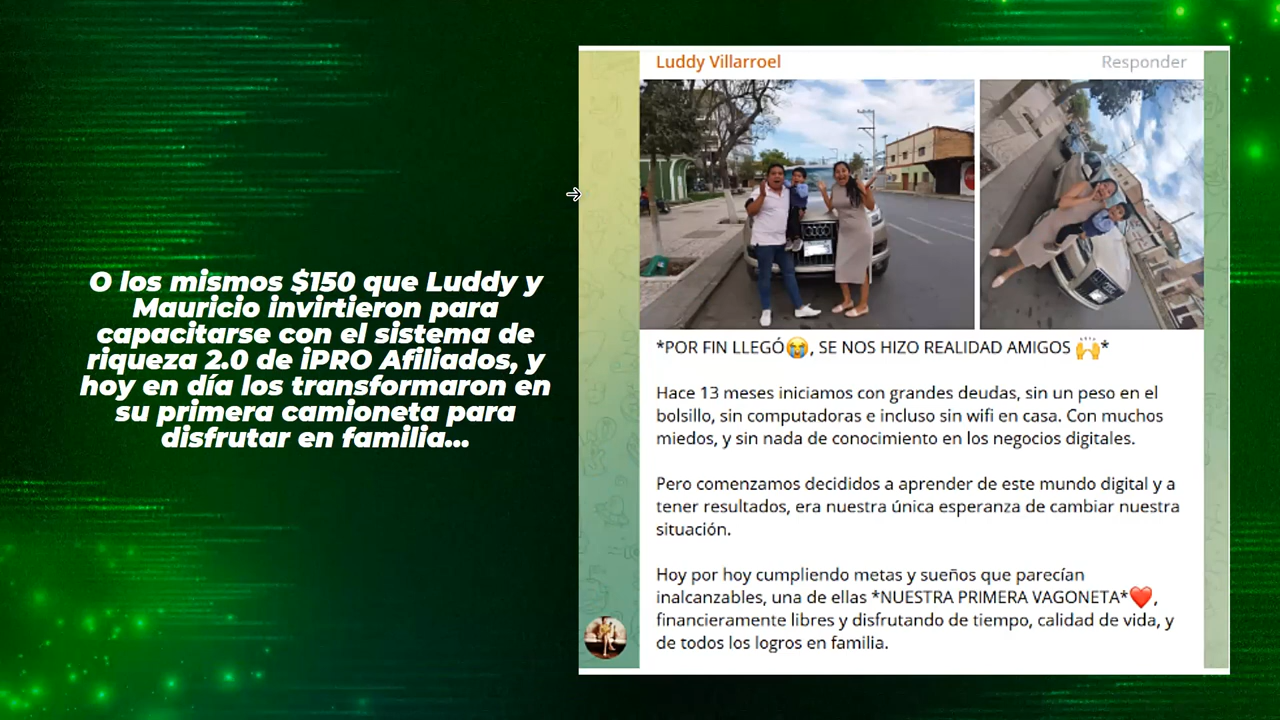 O los mismos $150 que Luddy y
Mauricio invirtieron para
capacitarse con el sistema de
riqueza 2.0 de iPRO Afiliados, y
hoy en día los transformaron en
su primera camioneta para
disfrutar en familia...
Luddy Villarroel
Responder
*POR FIN LLEGÓ😭, SE NOS HIZO REALIDAD AMIGOS 🙌*
Hace 13 meses iniciamos con grandes deudas, sin un peso en el
bolsillo, sin computadoras e incluso sin wifi en casa. Con muchos
miedos, y sin nada de conocimiento en los negocios digitales.
Pero comenzamos decididos a aprender de este mundo digital y a
tener resultados, era nuestra única esperanza de cambiar nuestra
situación.
Hoy por hoy cumpliendo metas y sueños que parecían
inalcanzables, una de ellas *NUESTRA PRIMERA VAGONETA*❤️,
financieramente libres y disfrutando de tiempo, calidad de vida, y
de todos los logros en familia.